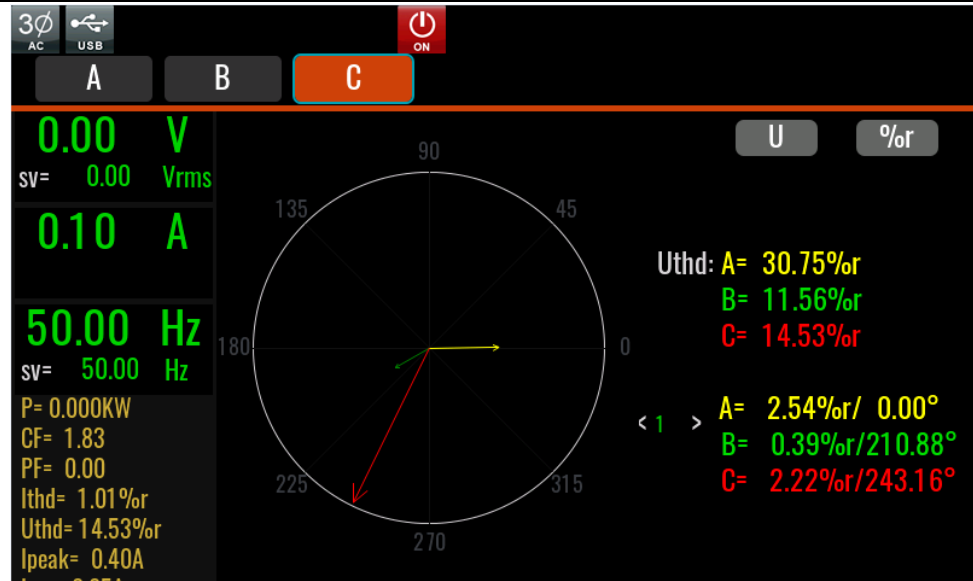 3Ø
AC
USB
ON
A
B
C
0.00 V
sv= 0.00 Vrms
0.10 A
50.00 Hz
sv= 50.00 Hz
P= 0.000KW
CF= 1.83
PF= 0.00
Ithd= 1.01%r
Uthd= 14.53%r
Ipeak= 0.40A
90
135
45
180
0
225
315
270
U
%r
Uthd: A= 30.75%r
B= 11.56%r
C= 14.53%r
< 1 >
A= 2.54%r/ 0.00°
B= 0.39%r/210.88°
C= 2.22%r/243.16°